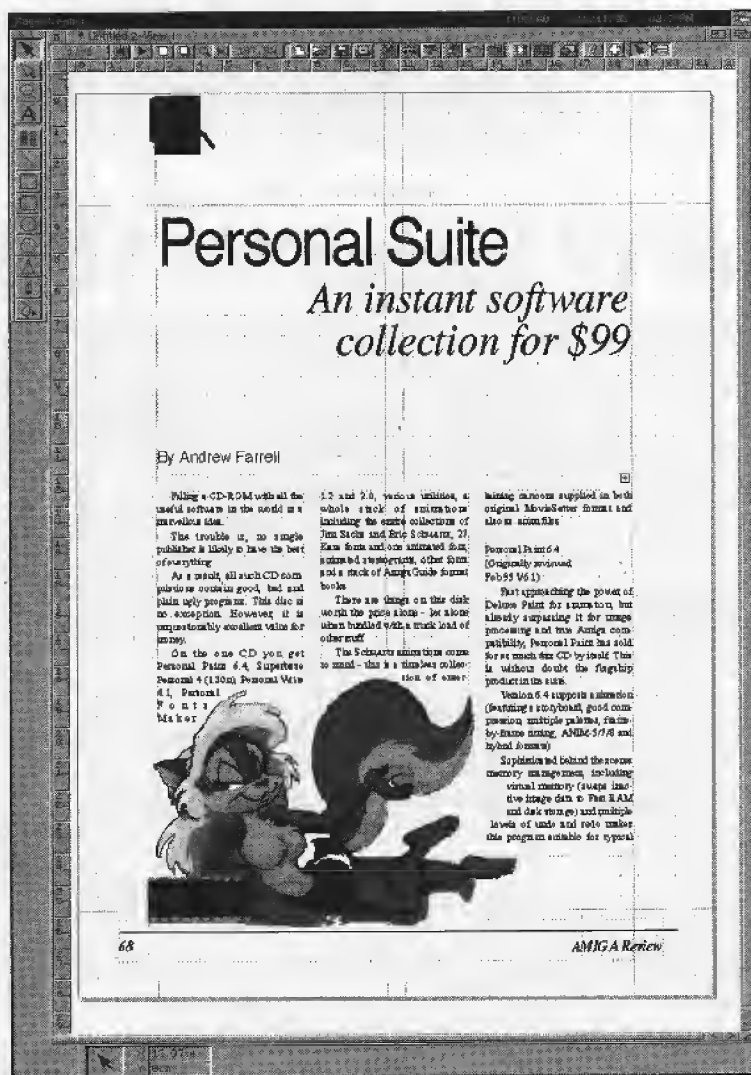 Personal Suite
An instant software
collection for $99
By Andrew Farrell
Filling a CD-ROM with all the
useful software in the world is a
marvellous idea.
The trouble is, no single
publisher is likely to have the best
of everything
As a result, all such CD com-
pilations contain good, bad and
plain ugly programs. This disc is
no exception. However, it is
unquestionably excellent value for
money.
On the one CD you get
Personal Paint 6.4, Superbase
Personal 4 (1.30n), Personal Write
4.1, Personal
Fonts
Maker
1.2 and 2.0, various utilities, a
whole stack of animations
including the entire collections of
Jim Sachs and Eric Schwartz, 27
Kara fonts and one animated font,
animated stereograms, other fonts
and a stack of AmigaGuide format
books
There are things on this disk
worth the price alone - let alone
when bundled with a truck load of
other stuff
The Schwartz animations come
to mind - this is a timeless collec-
tion of enter-
taining cartoons supplied in both
original MovieSetter format and
also as anim files
Personal Paint 6.4
(Originally reviewed
Feb95 V6.1)
Fast approaching the power of
Deluxe Paint for animators, but
already surpassing it for image
processing and true Amiga com-
patibility, Personal Paint has sold
for as much as this CD by itself. This
is without doubt the flagship
product in the suite.
Version 6.4 supports animation
(featuring a storyboard, good com-
pression, multiple palettes, frame-
by-frame timing, ANIM-5/7/8 and
hybrid formats)
Sophisticated behind the scenes
memory management, including
virtual memory (swaps inac-
tive image data to Fast RAM
and disk storage) and multiple
levels of undo and redo makes
this program suitable for typical
68
AMIGA Review